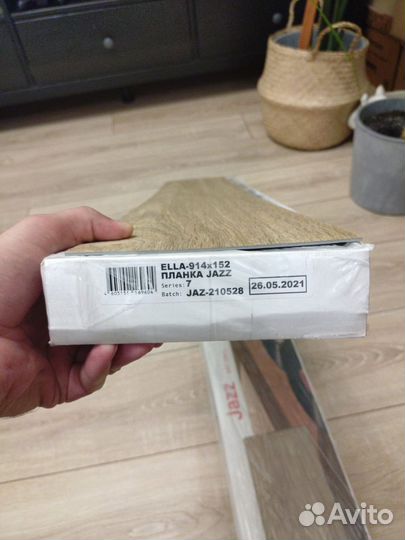 ELLA-914x152
ПЛАНКА JAZZ
Series: 7
Batch: JAZ-210528
26.05.2021
Jazz
Avito